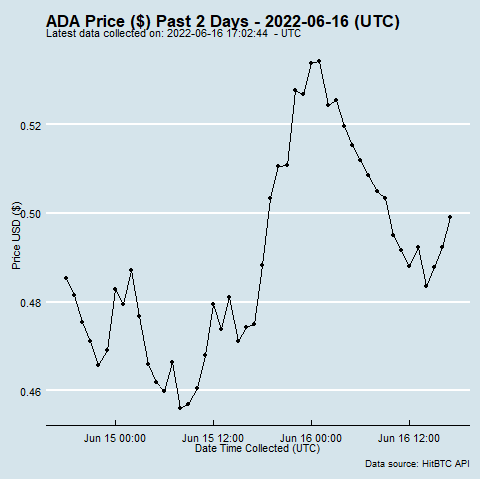 ADA Price ($) Past 2 Days - 2022-06-16 (UTC)
Latest data collected on: 2022-06-16 17:02:44 - UTC
Price USD ($)
0.52
0.50
0.48
0.46
Jun 15 00:00
Jun 15 12:00
Jun 16 00:00
Jun 16 12:00
Date Time Collected (UTC)
Data source: HitBTC API